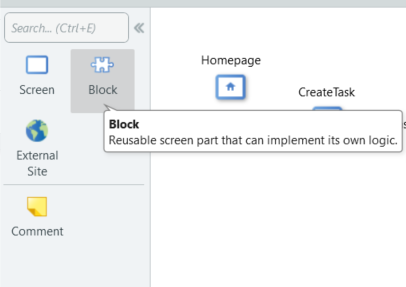 Search... (Ctrl+E)
Homepage
Screen
Block
CreateTask
Block
Reusable screen part that can implement its own logic.
External
Site
Comment